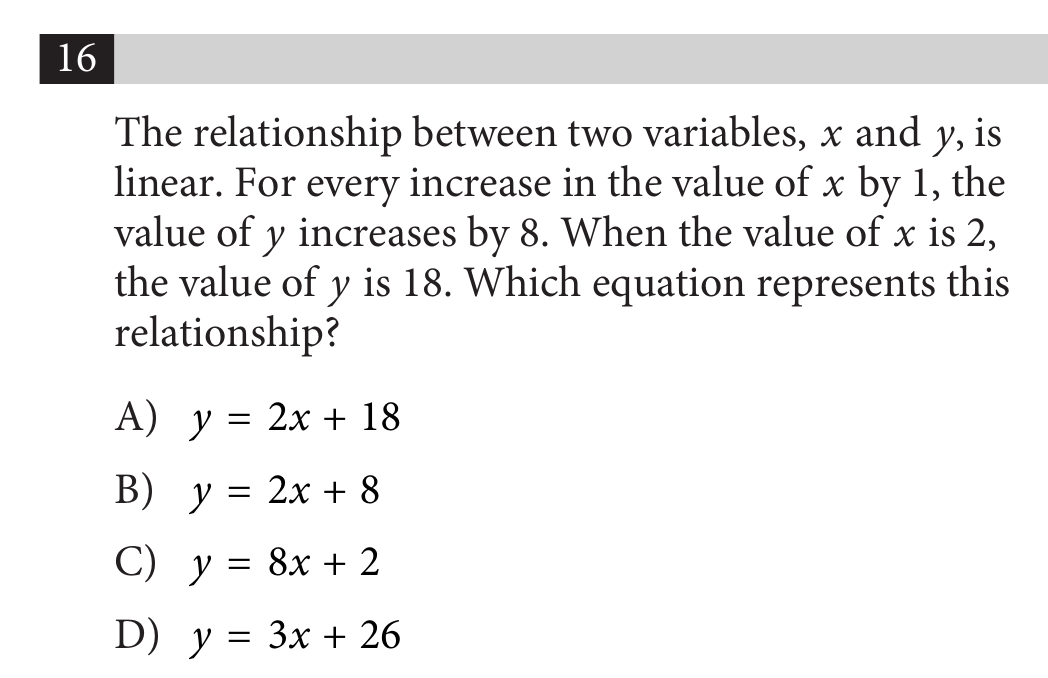 16
The relationship between two variables, x and y, is
linear. For every increase in the value of x by 1, the
value of y increases by 8. When the value of x is 2,
the value of y is 18. Which equation represents this
relationship?
A) y = 2x + 18
B) y = 2x + 8
C) y = 8x + 2
D) y = 3x + 26